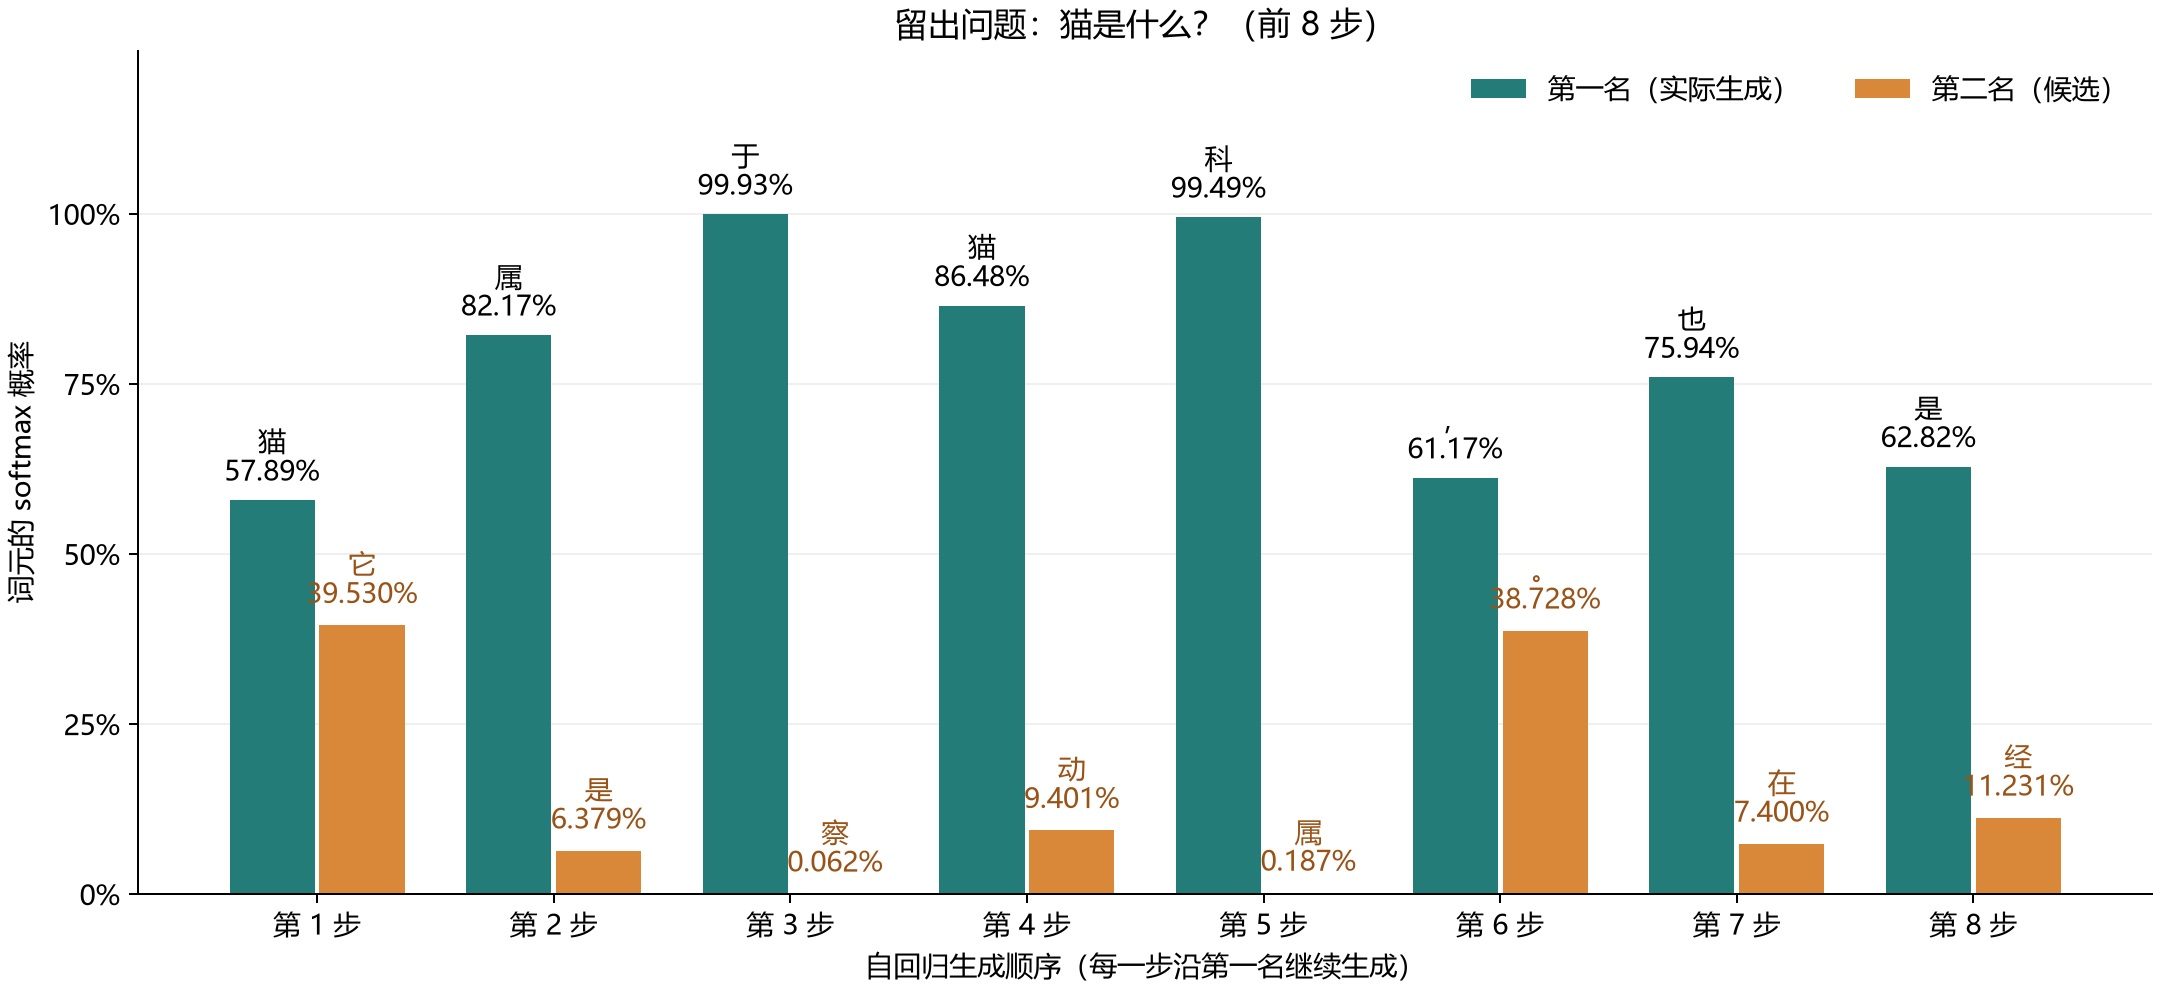 留出问题：猫是什么？（前 8 步）
第一名（实际生成）
第二名（候选）
词元的 softmax 概率
100%
75%
50%
25%
0%
猫
57.89%
它
39.530%
属
82.17%
是
6.379%
于
99.93%
察
0.062%
猫
86.48%
动
9.401%
科
99.49%
属
0.187%
，
61.17%
。
38.728%
也
75.94%
在
7.400%
是
62.82%
经
11.231%
第 1 步
第 2 步
第 3 步
第 4 步
第 5 步
第 6 步
第 7 步
第 8 步
自回归生成顺序（每一步沿第一名继续生成）